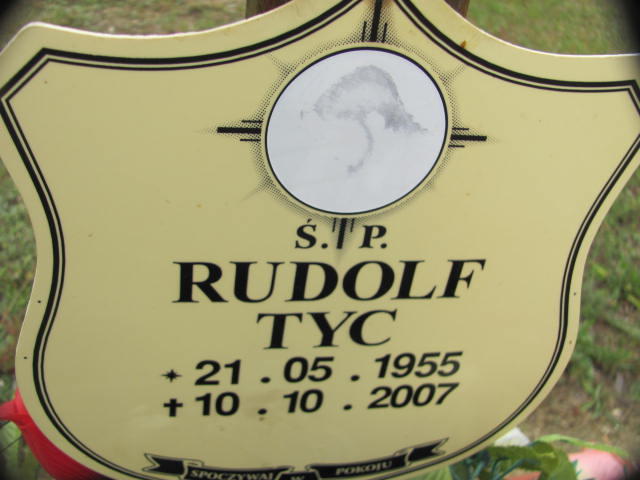 Ś. P.
RUDOLF
TYC
✶ 21 . 05 . 1955
✝ 10 . 10 . 2007
SPOCZYWAJ W POKOJU